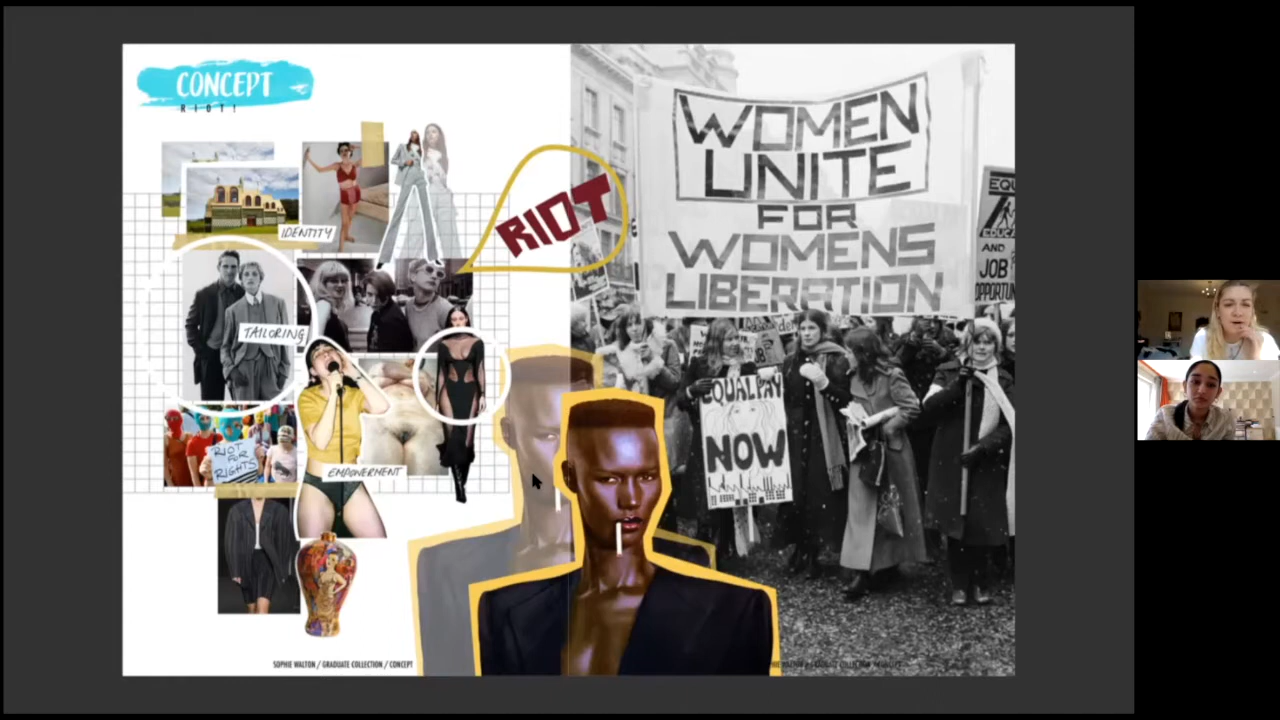 CONCEPT
RIOT!
IDENTITY
TAILORING
RIOT
FOR
RIGHTS
EMPOWERMENT
RIOT
SOPHIE WALTON / GRADUATE COLLECTION / CONCEPT
WOMEN
UNITE
FOR
WOMENS
LIBERATION
EQUAL PAY
NOW
AND
JOB